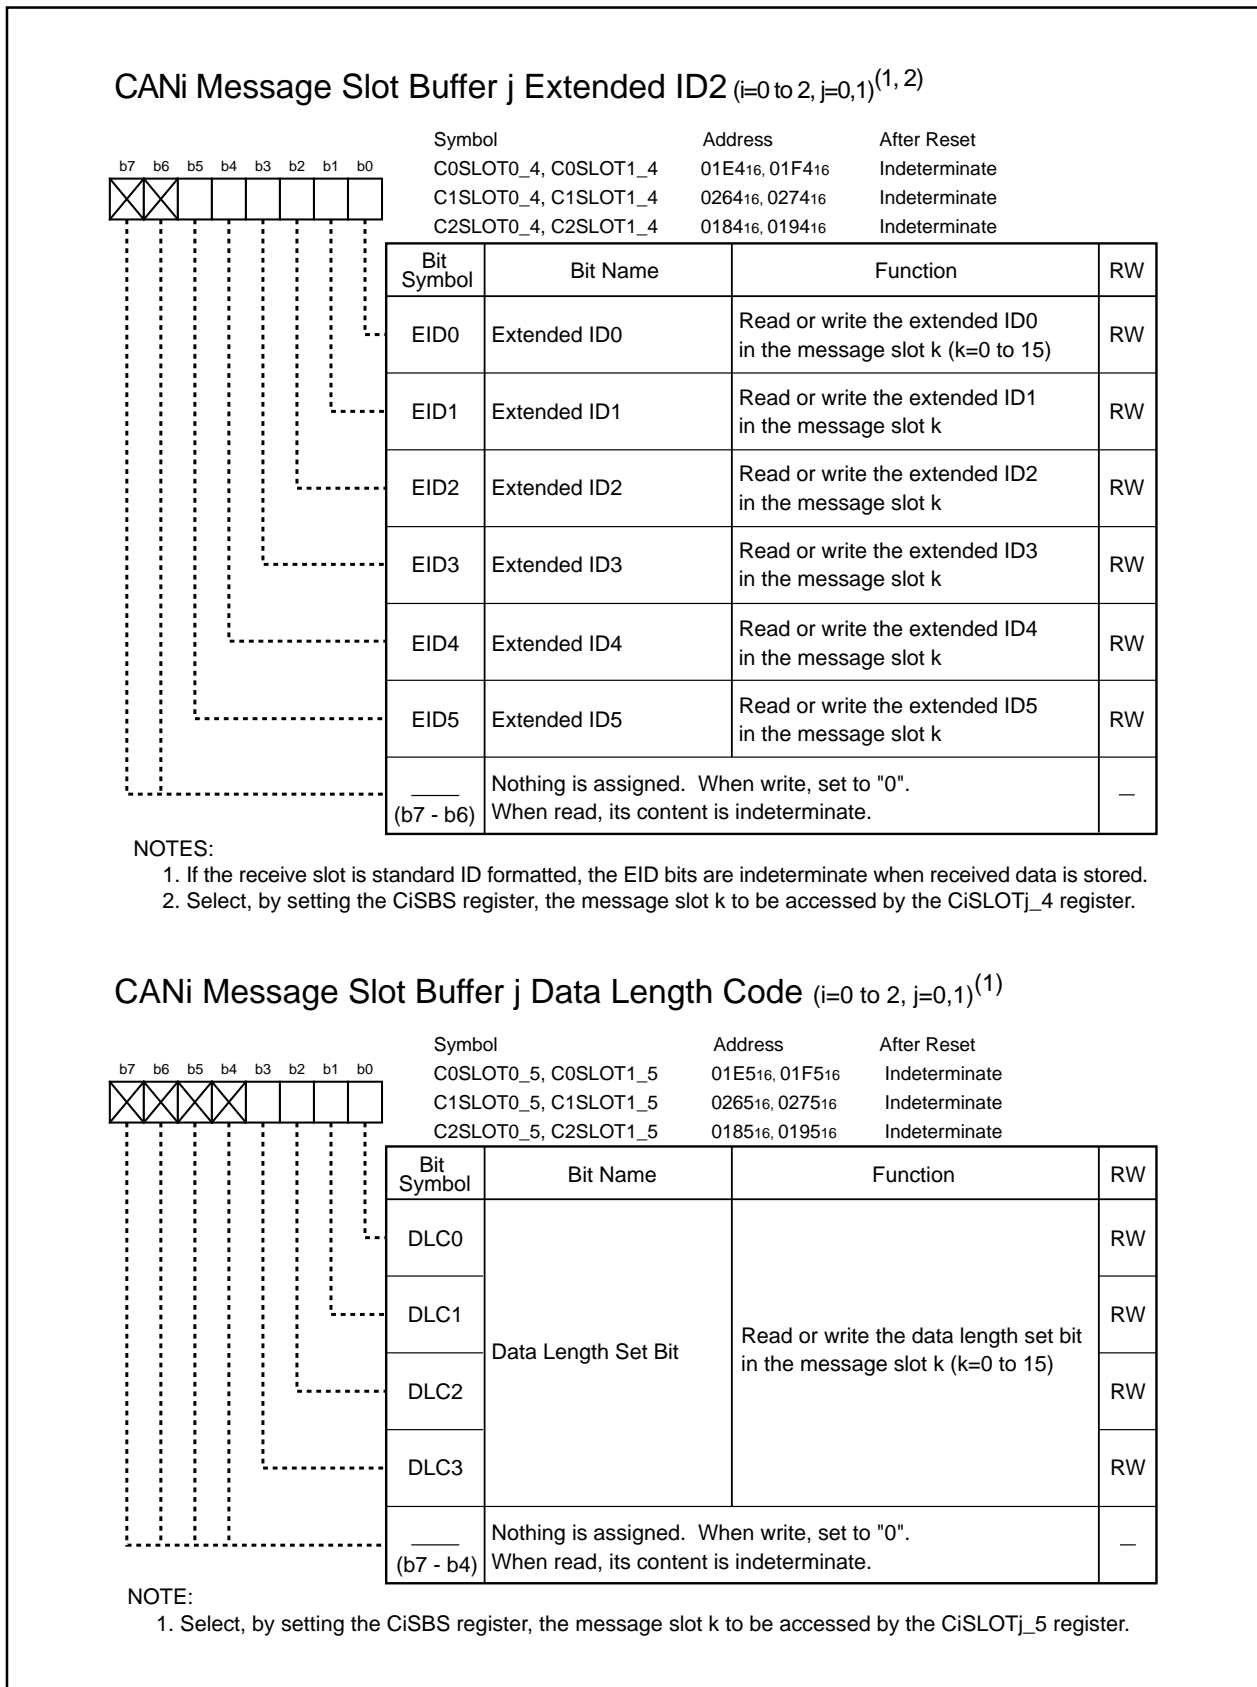 CANi Message Slot Buffer j Extended ID2 (i=0 to 2, j=0,1)(1, 2)
Symbol Address After Reset
b7 b6 b5 b4 b3 b2 b1 b0
C0SLOT0_4, C0SLOT1_4 01E416, 01F416 Indeterminate
C1SLOT0_4, C1SLOT1_4 026416, 027416 Indeterminate
C2SLOT0_4, C2SLOT1_4 018416, 019416 Indeterminate
Bit
Symbol Bit Name Function RW
EID0 Extended ID0 Read or write the extended ID0
in the message slot k (k=0 to 15) RW
EID1 Extended ID1 Read or write the extended ID1
in the message slot k RW
EID2 Extended ID2 Read or write the extended ID2
in the message slot k RW
EID3 Extended ID3 Read or write the extended ID3
in the message slot k RW
EID4 Extended ID4 Read or write the extended ID4
in the message slot k RW
EID5 Extended ID5 Read or write the extended ID5
in the message slot k RW
Nothing is assigned. When write, set to "0".
(b7 - b6) When read, its content is indeterminate. —
NOTES:
1. If the receive slot is standard ID formatted, the EID bits are indeterminate when received data is stored.
2. Select, by setting the CiSBS register, the message slot k to be accessed by the CiSLOTj_4 register.
CANi Message Slot Buffer j Data Length Code (i=0 to 2, j=0,1)(1)
Symbol Address After Reset
b7 b6 b5 b4 b3 b2 b1 b0
C0SLOT0_5, C0SLOT1_5 01E516, 01F516 Indeterminate
C1SLOT0_5, C1SLOT1_5 026516, 027516 Indeterminate
C2SLOT0_5, C2SLOT1_5 018516, 019516 Indeterminate
Bit
Symbol Bit Name Function RW
DLC0 RW
DLC1 RW
Data Length Set Bit Read or write the data length set bit
in the message slot k (k=0 to 15)
DLC2 RW
DLC3 RW
Nothing is assigned. When write, set to "0".
(b7 - b4) When read, its content is indeterminate. —
NOTE:
1. Select, by setting the CiSBS register, the message slot k to be accessed by the CiSLOTj_5 register.